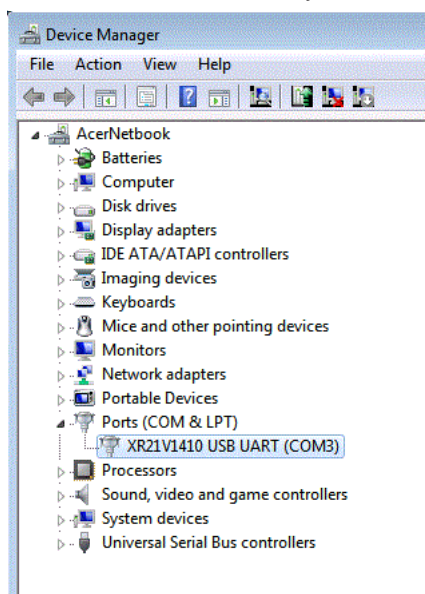 Device Manager
File Action View Help
AcerNetbook
Batteries
Computer
Disk drives
Display adapters
IDE ATA/ATAPI controllers
Imaging devices
Keyboards
Mice and other pointing devices
Monitors
Network adapters
Portable Devices
Ports (COM & LPT)
XR21V1410 USB UART (COM3)
Processors
Sound, video and game controllers
System devices
Universal Serial Bus controllers